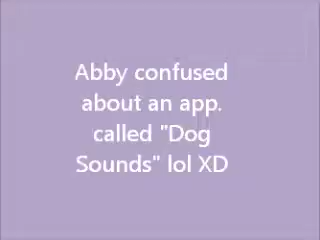 Abby confused
about an app.
called "Dog
Sounds" lol XD